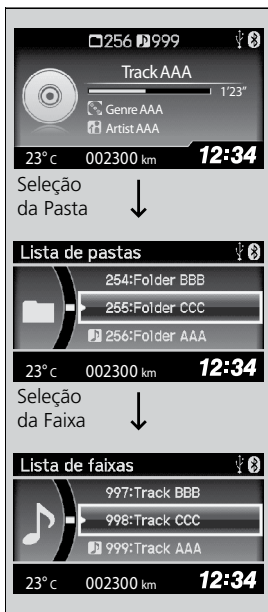 256 999
Track AAA
1'23"
Genre AAA
Artist AAA
23°c 002300 km 12:34
Seleção
da Pasta
Lista de pastas
254:Folder BBB
255:Folder CCC
256:Folder AAA
23°c 002300 km 12:34
Seleção
da Faixa
Lista de faixas
997:Track BBB
998:Track CCC
999:Track AAA
23°c 002300 km 12:34